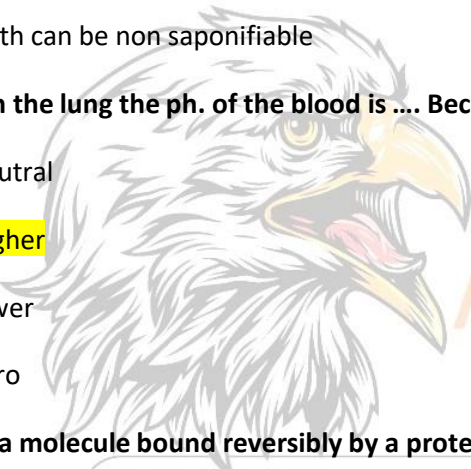 th can be non saponifiable
the lung the ph. of the blood is .... Bec
utral
gher
wer
ro
a molecule bound reversibly by a prote